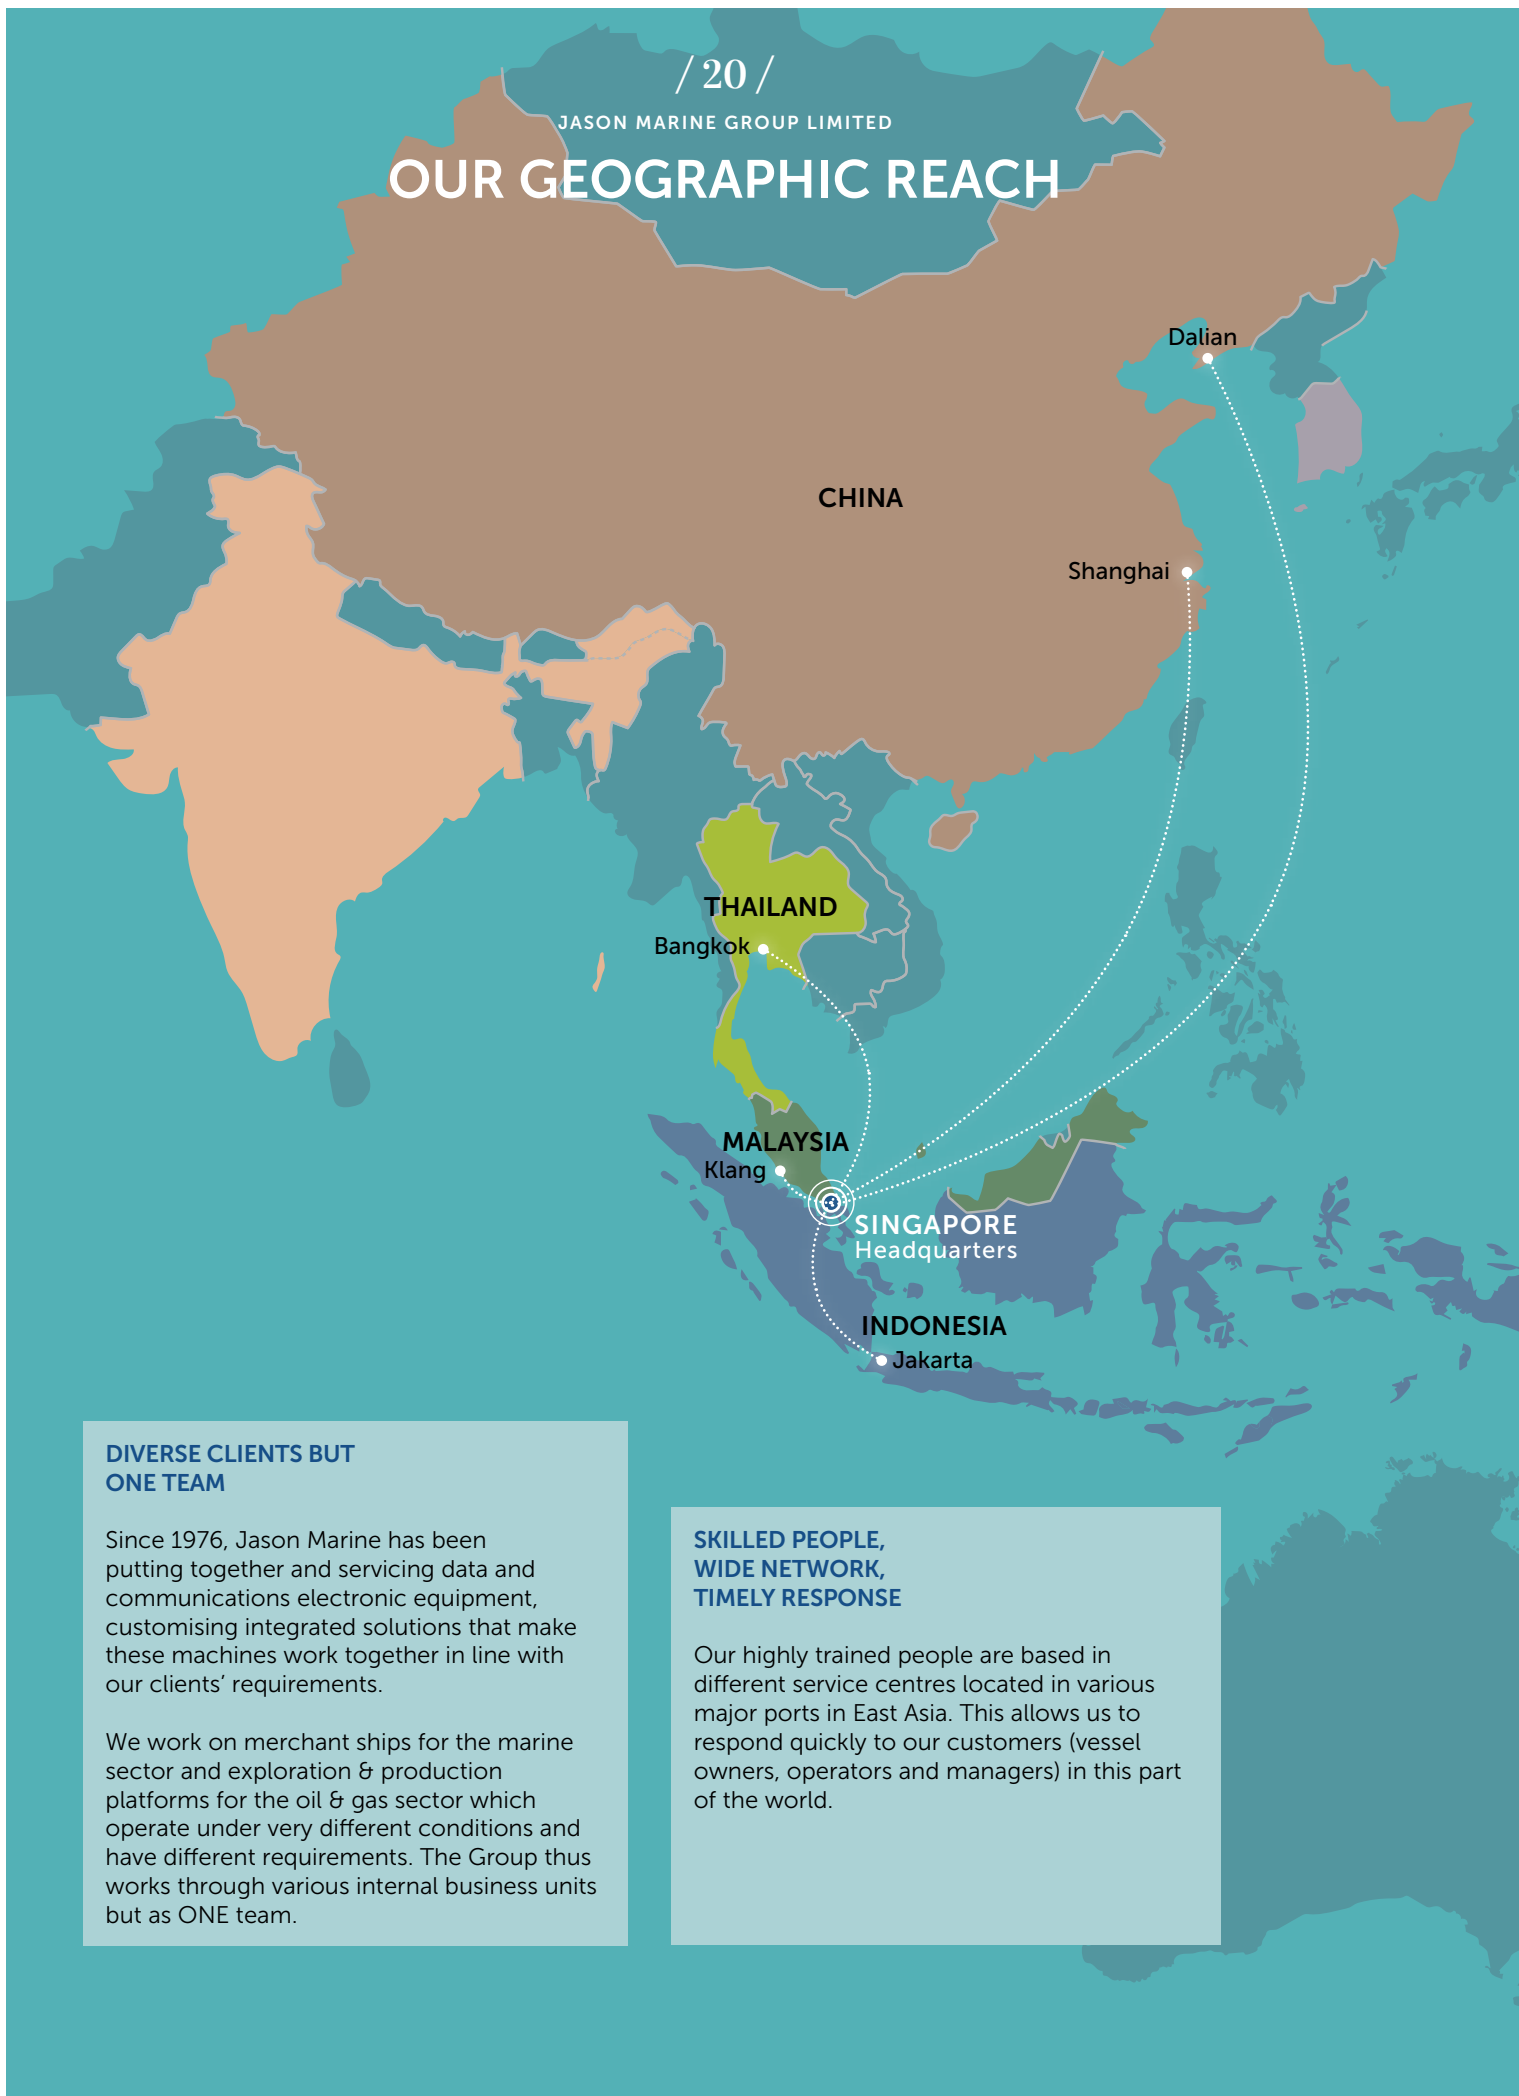 / 20 /
JASON MARINE GROUP LIMITED
OUR GEOGRAPHIC REACH
Dalian
CHINA
Shanghai
THAILAND
Bangkok
MALAYSIA
Klang
SINGAPORE
Headquarters
INDONESIA
Jakarta
DIVERSE CLIENTS BUT
ONE TEAM
Since 1976, Jason Marine has been
putting together and servicing data and
communications electronic equipment,
customising integrated solutions that make
these machines work together in line with
our clients’ requirements.
We work on merchant ships for the marine
sector and exploration & production
platforms for the oil & gas sector which
operate under very different conditions and
have different requirements. The Group thus
works through various internal business units
but as ONE team.
SKILLED PEOPLE,
WIDE NETWORK,
TIMELY RESPONSE
Our highly trained people are based in
different service centres located in various
major ports in East Asia. This allows us to
respond quickly to our customers (vessel
owners, operators and managers) in this part
of the world.